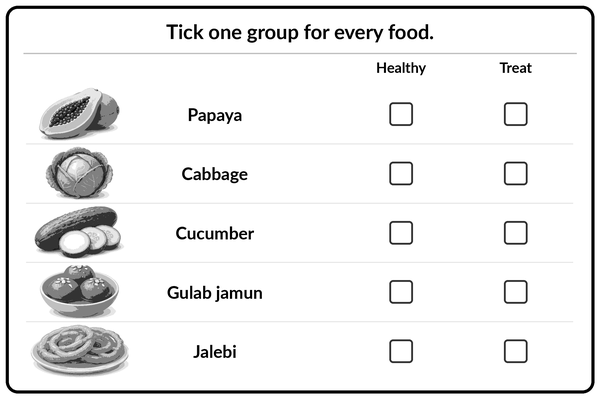 Tick one group for every food.
Healthy Treat
Papaya
Cabbage
Cucumber
Gulab jamun
Jalebi